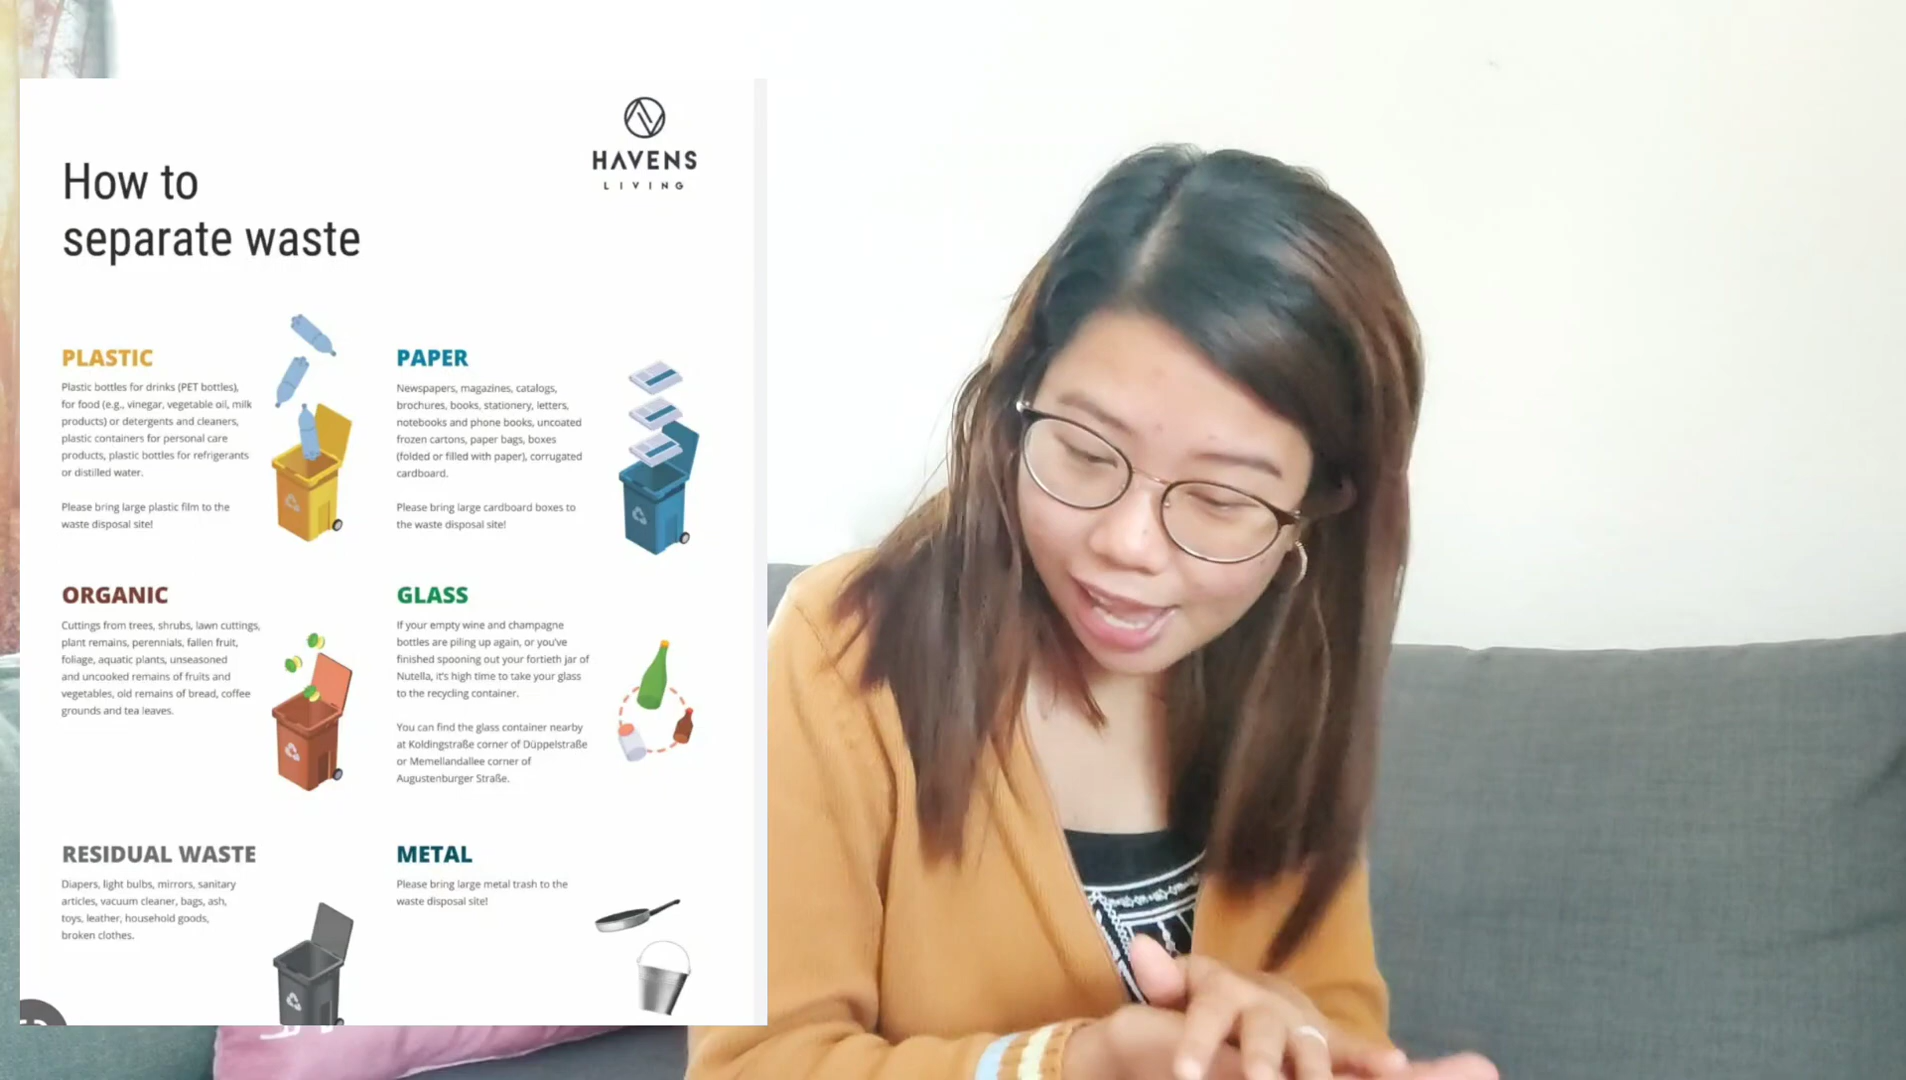 HAVENS
LIVING
How to
separate waste
PLASTIC
Plastic bottles for drinks (PET bottles),
for food (e.g., vinegar, vegetable oil, milk
products) or detergents and cleaners,
plastic containers for personal care
products, plastic bottles for refrigerants
or distilled water.
Please bring large plastic film to the
waste disposal site!
PAPER
Newspapers, magazines, catalogs,
brochures, books, stationery, letters,
notebooks and phone books, uncoated
frozen cartons, paper bags, boxes
(folded or filled with paper), corrugated
cardboard.
Please bring large cardboard boxes to
the waste disposal site!
ORGANIC
Cuttings from trees, shrubs, lawn cuttings,
plant remains, perennials, fallen fruit,
foliage, aquatic plants, unseasoned
and uncooked remains of fruits and
vegetables, old remains of bread, coffee
grounds and tea leaves.
GLASS
If your empty wine and champagne
bottles are piling up again, or you've
finished spooning out your fortieth jar of
Nutella, it's high time to take your glass
to the recycling container.
You can find the glass container nearby
at Koldingstraße corner of Düppelstraße
or Memellandallee corner of
Augustenburger Straße.
RESIDUAL WASTE
Diapers, light bulbs, mirrors, sanitary
articles, vacuum cleaner, bags, ash,
toys, leather, household goods,
broken clothes.
METAL
Please bring large metal trash to the
waste disposal site!